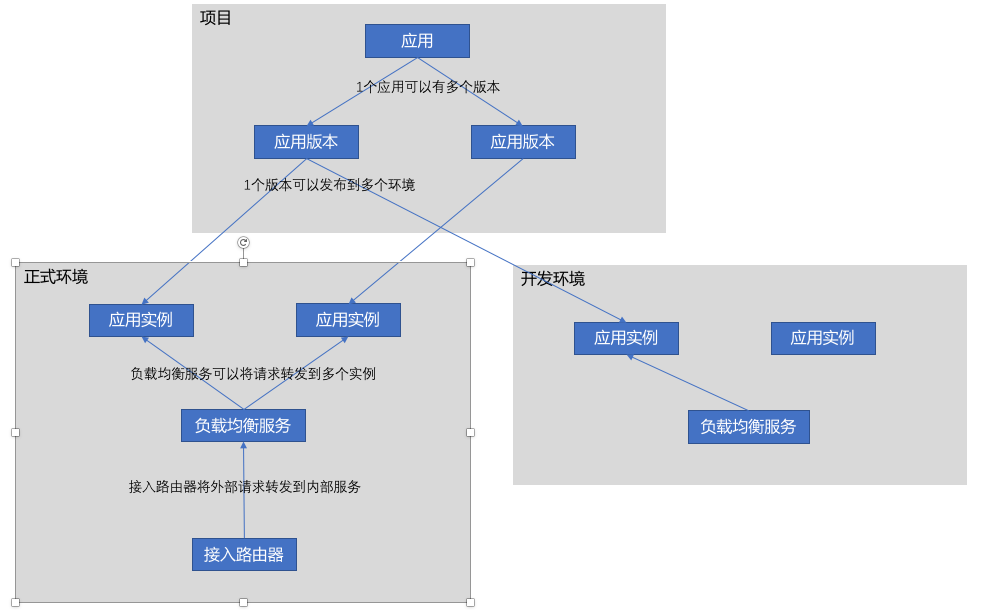 项目
应用
1个应用可以有多个版本
应用版本
应用版本
1个版本可以发布到多个环境
正式环境
应用实例
应用实例
负载均衡服务可以将请求转发到多个实例
负载均衡服务
接入路由器将外部请求转发到内部服务
接入路由器
开发环境
应用实例
应用实例
负载均衡服务